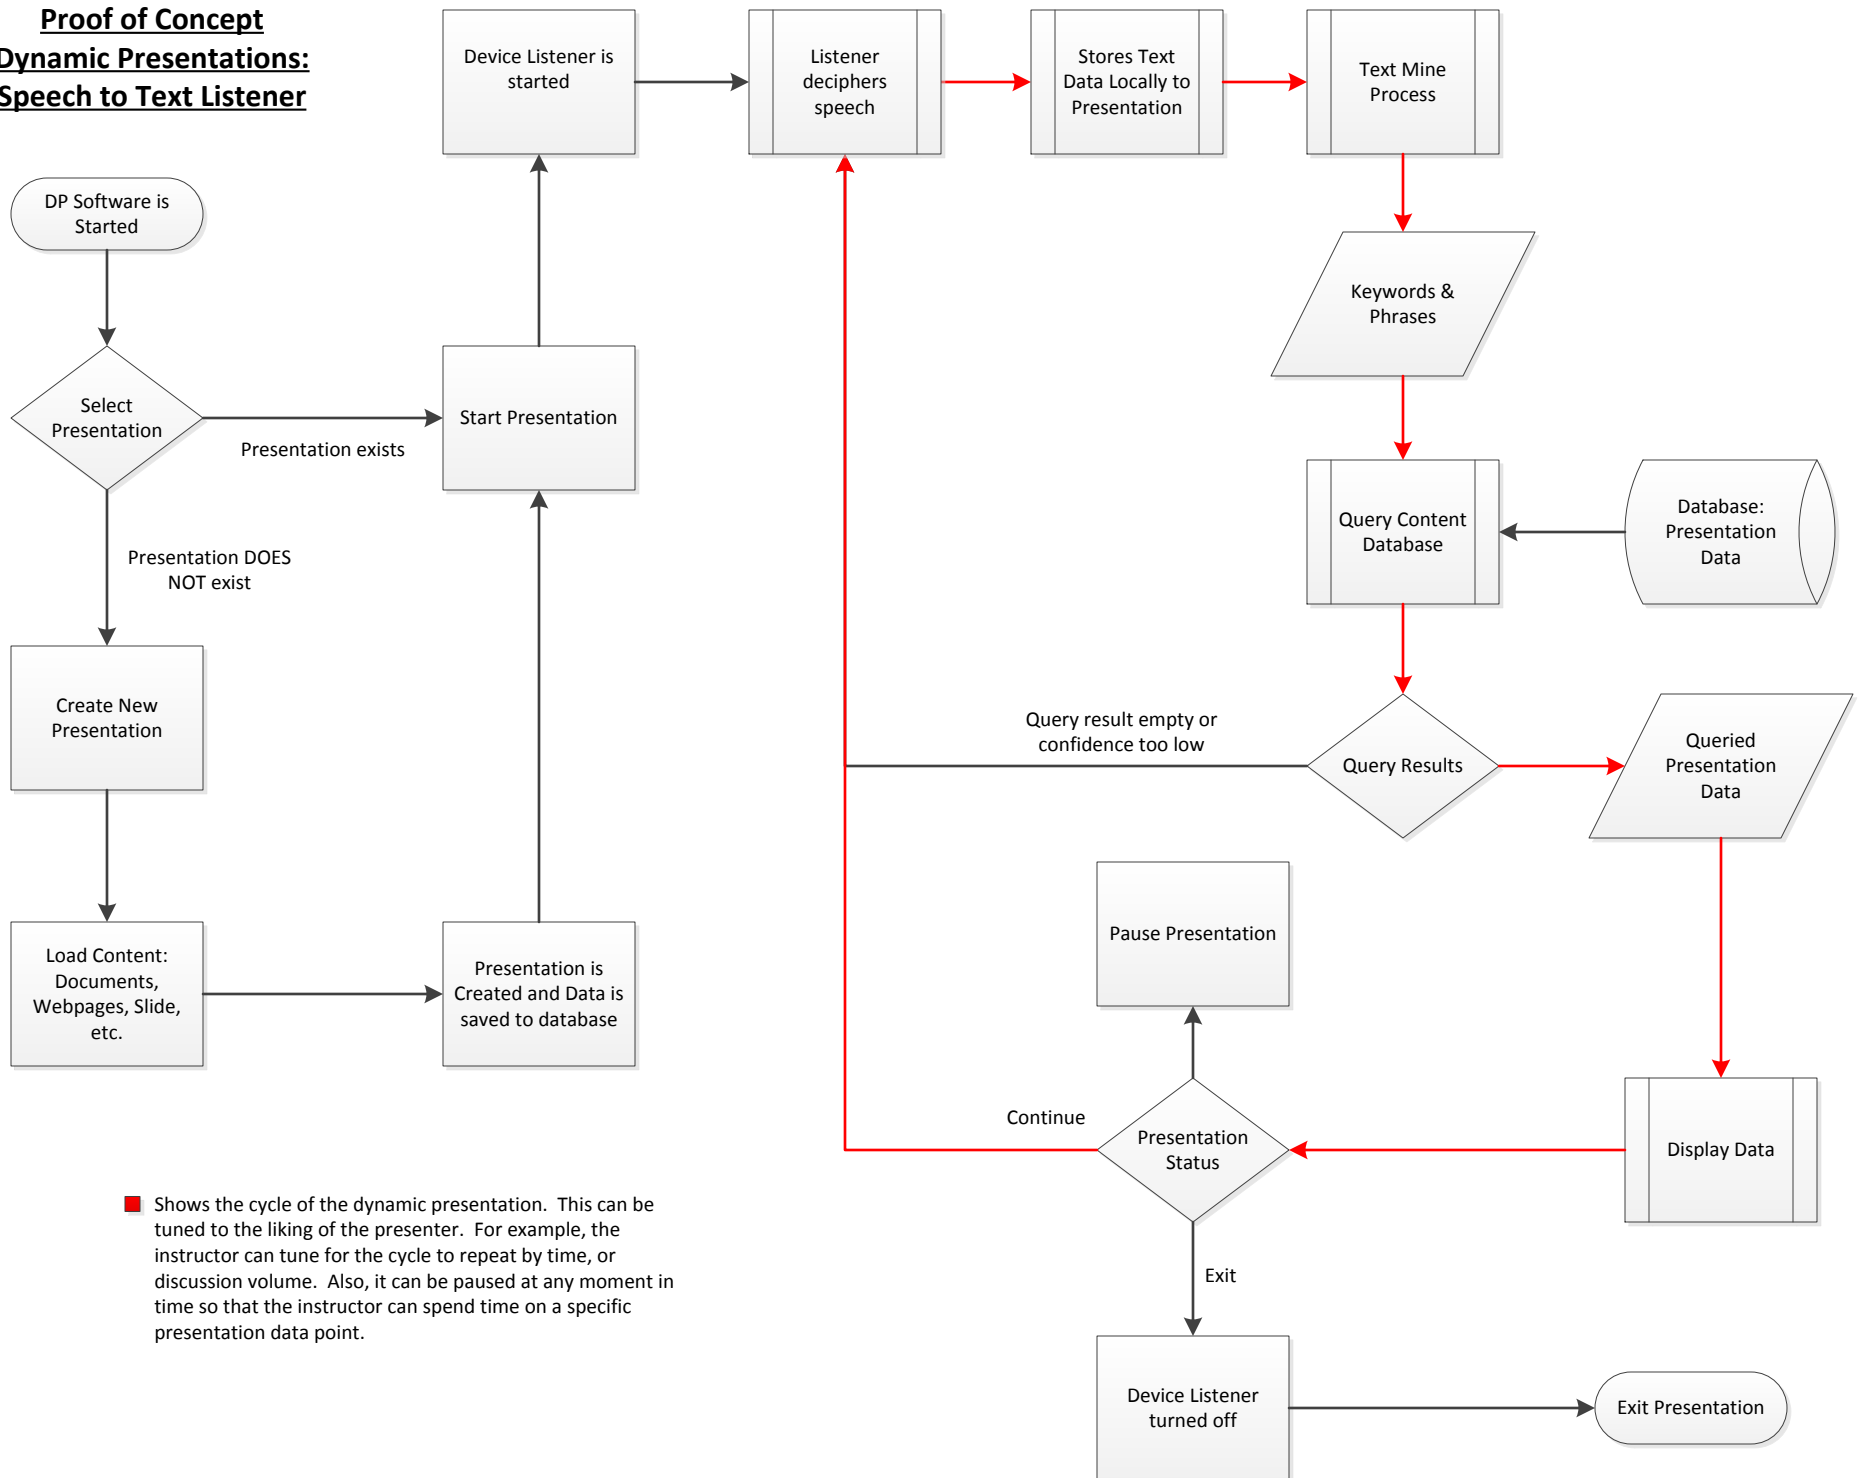 Proof of Concept
Dynamic Presentations:
Speech to Text Listener
DP Software is
Started
Select
Presentation
Presentation exists
Presentation DOES
NOT exist
Create New
Presentation
Load Content:
Documents,
Webpages, Slide,
etc.
Presentation is
Created and Data is
saved to database
Start Presentation
Device Listener is
started
Listener
deciphers
speech
Stores Text
Data Locally to
Presentation
Text Mine
Process
Keywords &
Phrases
Query Content
Database
Database:
Presentation
Data
Query Results
Query result empty or
confidence too low
Queried
Presentation
Data
Display Data
Presentation
Status
Continue
Pause Presentation
Exit
Device Listener
turned off
Exit Presentation
Shows the cycle of the dynamic presentation.  This can be
tuned to the liking of the presenter.  For example, the
instructor can tune for the cycle to repeat by time, or
discussion volume.  Also, it can be paused at any moment in
time so that the instructor can spend time on a specific
presentation data point.